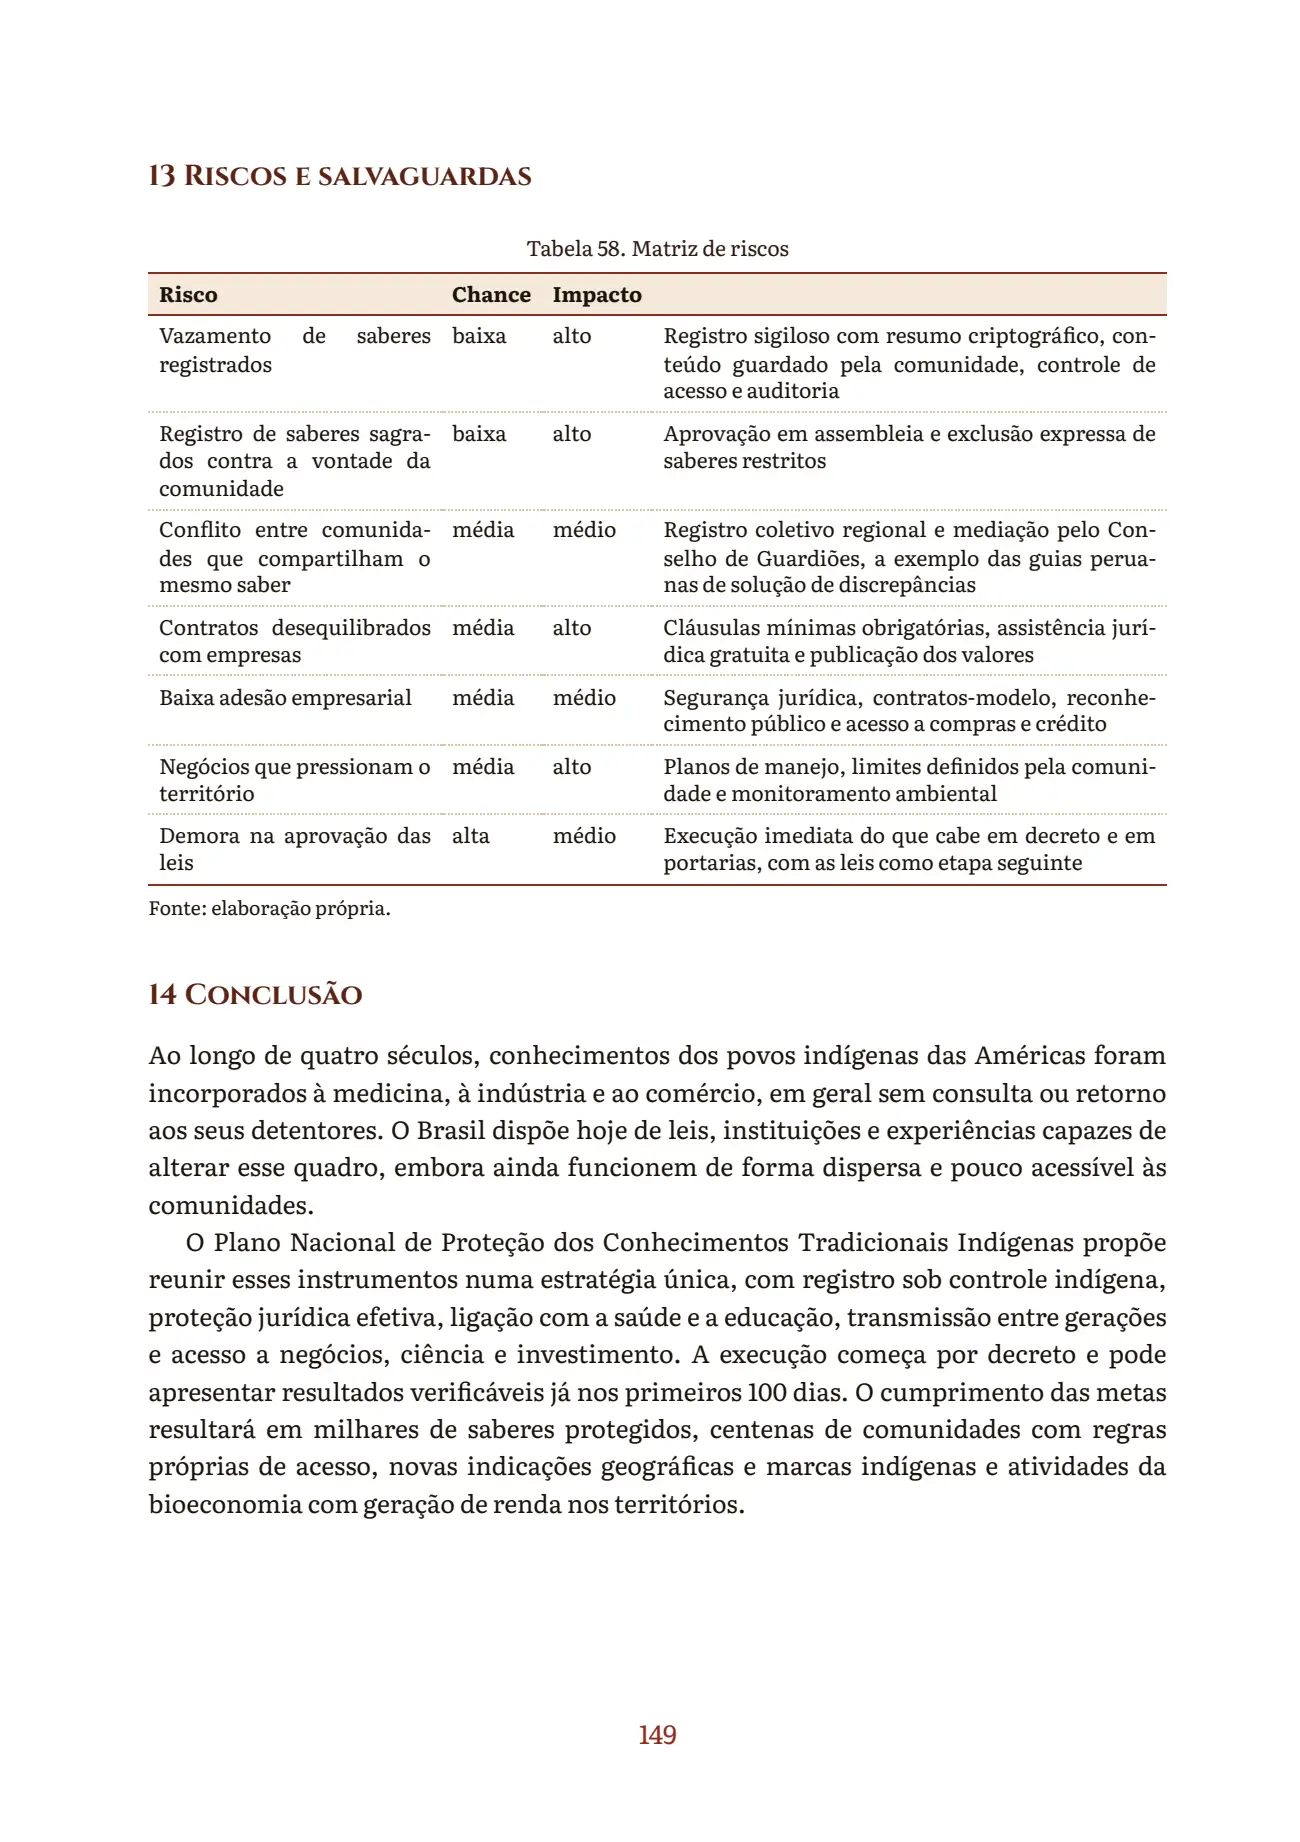 13 Riscos e salvaguardas
Tabela 58. Matriz de riscos
Risco Chance Impacto
Vazamento de saberes baixa alto Registro sigiloso com resumo criptográfico, con-
registrados teúdo guardado pela comunidade, controle de
acesso e auditoria
Registro de saberes sagra- baixa alto Aprovação em assembleia e exclusão expressa de
dos contra a vontade da saberes restritos
comunidade
Conflito entre comunida- média médio Registro coletivo regional e mediação pelo Con-
des que compartilham o selho de Guardiões, a exemplo das guias perua-
mesmo saber nas de solução de discrepâncias
Contratos desequilibrados média alto Cláusulas mínimas obrigatórias, assistência jurí-
com empresas dica gratuita e publicação dos valores
Baixa adesão empresarial média médio Segurança jurídica, contratos-modelo, reconhe-
cimento público e acesso a compras e crédito
Negócios que pressionam o média alto Planos de manejo, limites definidos pela comuni-
território dade e monitoramento ambiental
Demora na aprovação das alta médio Execução imediata do que cabe em decreto e em
leis portarias, com as leis como etapa seguinte
Fonte: elaboração própria.
14 Conclusão
Ao longo de quatro séculos, conhecimentos dos povos indígenas das Américas foram
incorporados à medicina, à indústria e ao comércio, em geral sem consulta ou retorno
aos seus detentores. O Brasil dispõe hoje de leis, instituições e experiências capazes de
alterar esse quadro, embora ainda funcionem de forma dispersa e pouco acessível às
comunidades.
O Plano Nacional de Proteção dos Conhecimentos Tradicionais Indígenas propõe
reunir esses instrumentos numa estratégia única, com registro sob controle indígena,
proteção jurídica efetiva, ligação com a saúde e a educação, transmissão entre gerações
e acesso a negócios, ciência e investimento. A execução começa por decreto e pode
apresentar resultados verificáveis já nos primeiros 100 dias. O cumprimento das metas
resultará em milhares de saberes protegidos, centenas de comunidades com regras
próprias de acesso, novas indicações geográficas e marcas indígenas e atividades da
bioeconomia com geração de renda nos territórios.
149